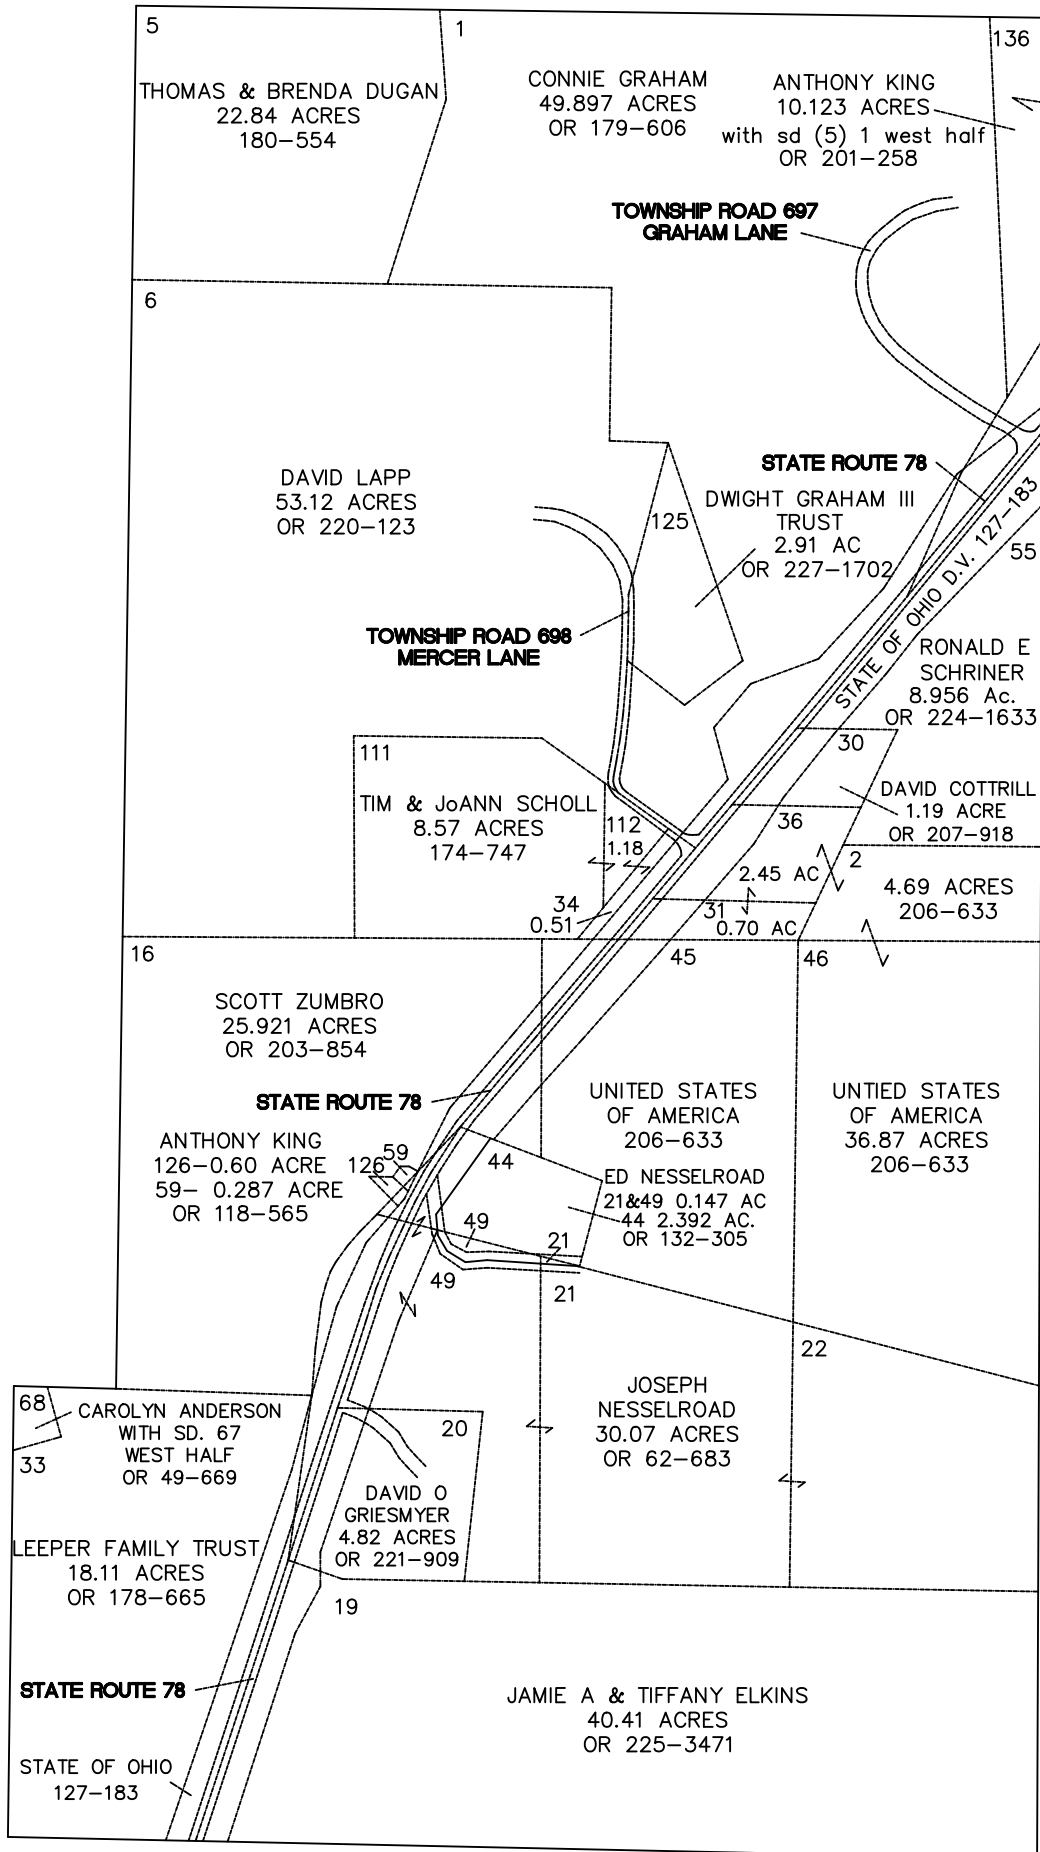 5
1
136
THOMAS & BRENDA DUGAN
22.84 ACRES
180-554
CONNIE GRAHAM
49.897 ACRES
OR 179-606
ANTHONY KING
10.123 ACRES
with sd (5) 1 west half
OR 201-258
TOWNSHIP ROAD 697
GRAHAM LANE
6
DAVID LAPP
53.12 ACRES
OR 220-123
STATE ROUTE 78
125
DWIGHT GRAHAM III
TRUST
2.91 AC
OR 227-1702
STATE OF OHIO D.V. 127-183
55
TOWNSHIP ROAD 698
MERCER LANE
RONALD E
SCHRINER
8.956 Ac.
OR 224-1633
30
111
TIM & JoANN SCHOLL
8.57 ACRES
174-747
112
1.18
36
DAVID COTTRILL
1.19 ACRE
OR 207-918
2
2.45 AC
4.69 ACRES
206-633
34
0.51
31
0.70 AC
16
45
46
SCOTT ZUMBRO
25.921 ACRES
OR 203-854
STATE ROUTE 78
UNITED STATES
OF AMERICA
206-633
UNTIED STATES
OF AMERICA
36.87 ACRES
206-633
ANTHONY KING
126-0.60 ACRE
59- 0.287 ACRE
OR 118-565
126
59
44
ED NESSELROAD
21&49 0.147 AC
44 2.392 AC.
OR 132-305
49
21
49
21
22
JOSEPH
NESSELROAD
30.07 ACRES
OR 62-683
68
CAROLYN ANDERSON
WITH SD. 67
WEST HALF
OR 49-669
33
20
DAVID O
GRIESMYER
4.82 ACRES
OR 221-909
LEEPER FAMILY TRUST
18.11 ACRES
OR 178-665
19
STATE ROUTE 78
JAMIE A & TIFFANY ELKINS
40.41 ACRES
OR 225-3471
STATE OF OHIO
127-183